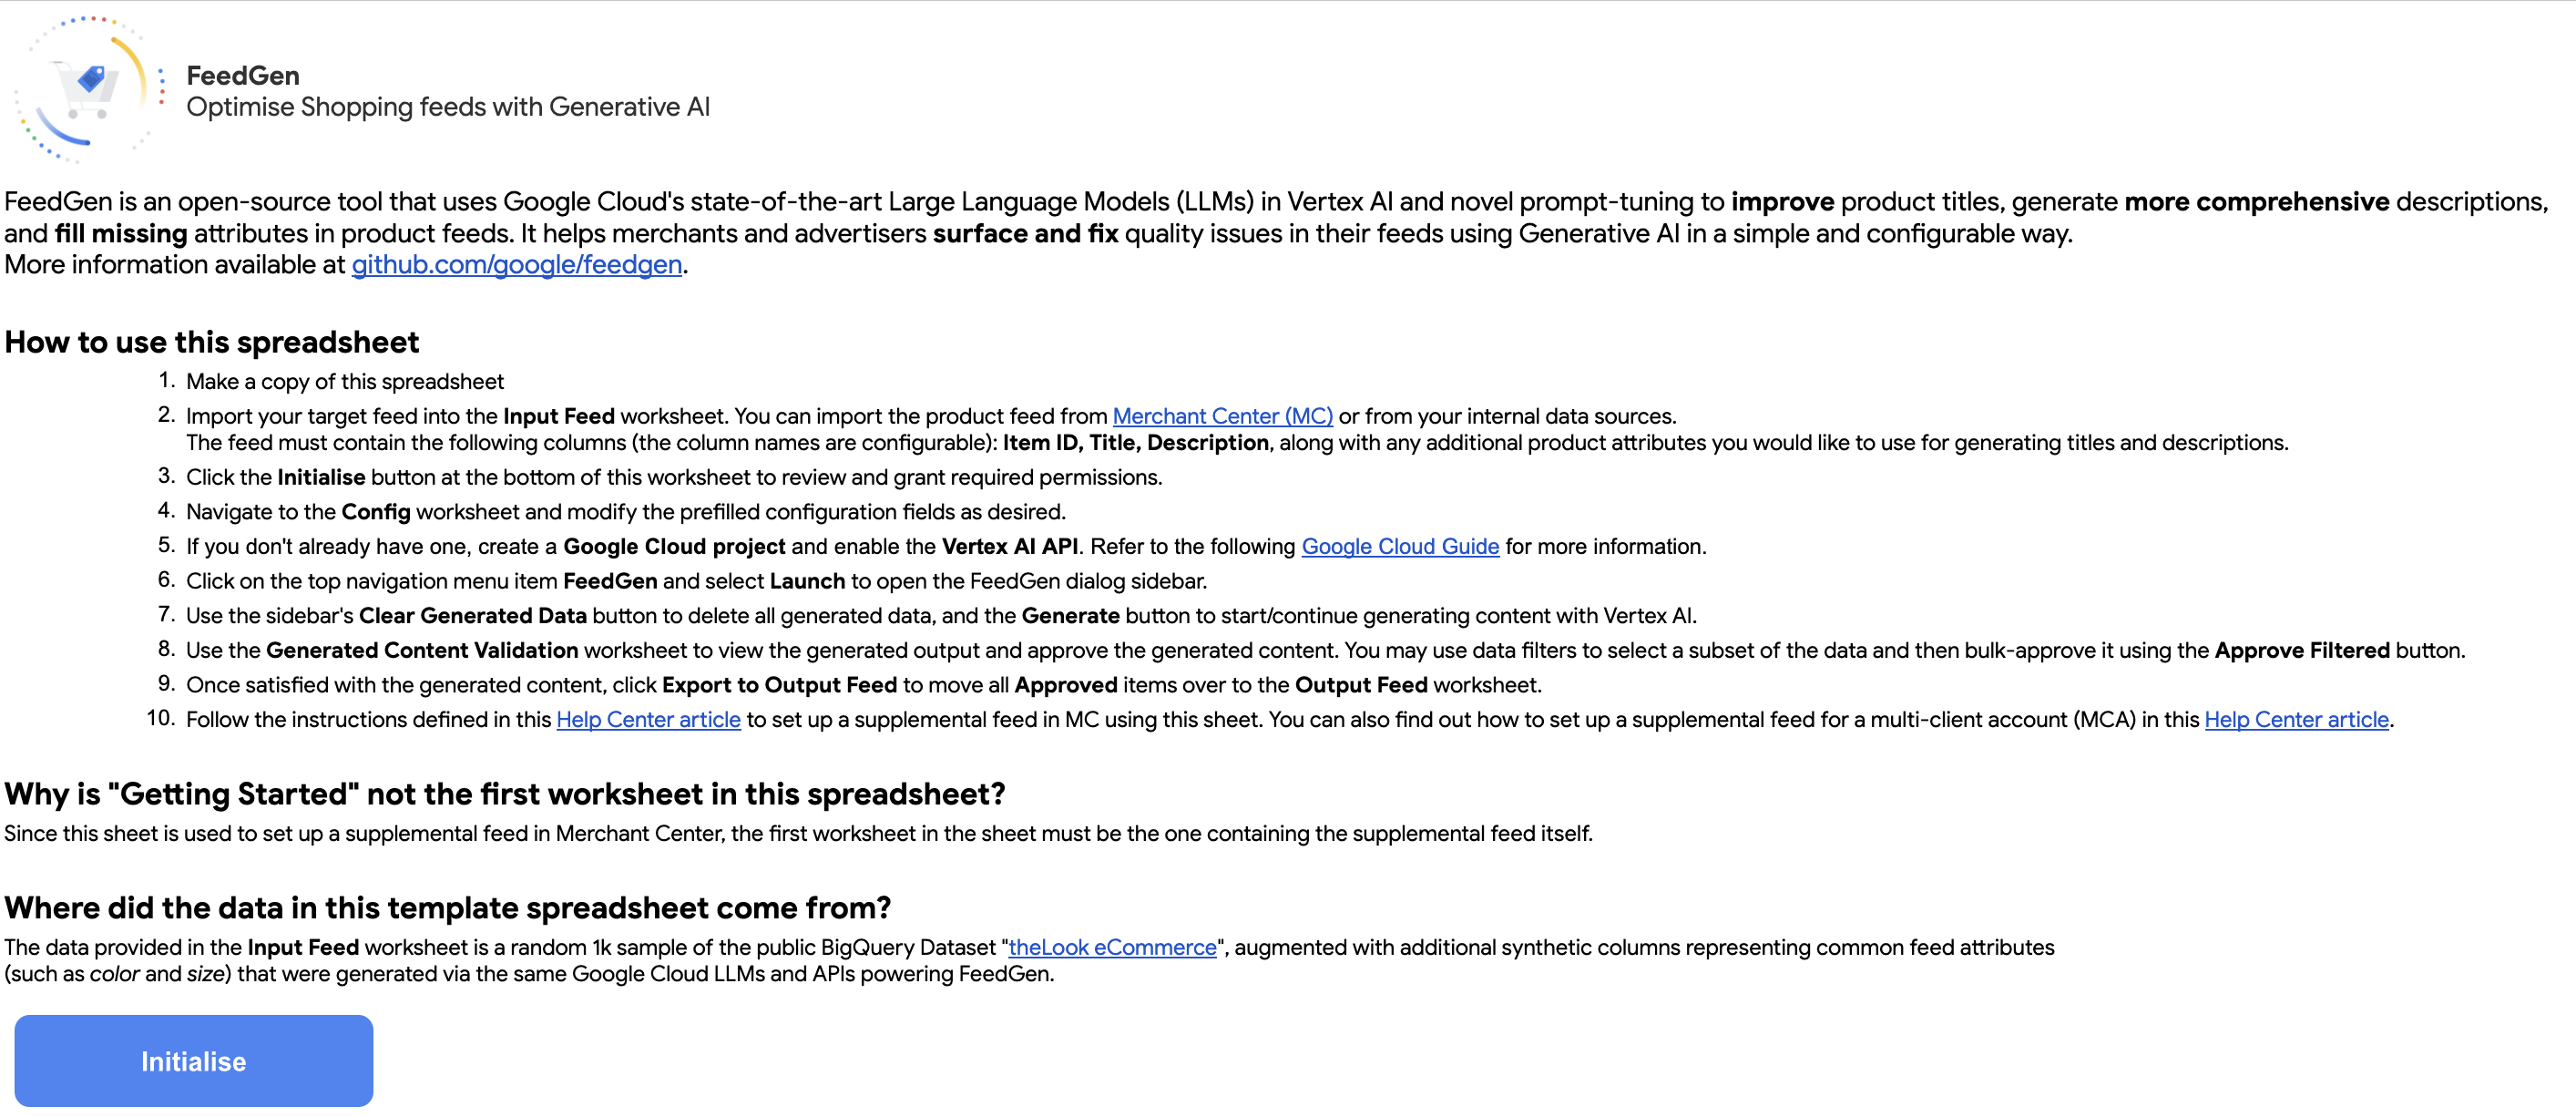 FeedGen
Optimise Shopping feeds with Generative AI
FeedGen is an open-source tool that uses Google Cloud's state-of-the-art Large Language Models (LLMs) in Vertex AI and novel prompt-tuning to improve product titles, generate more comprehensive descriptions,
and fill missing attributes in product feeds. It helps merchants and advertisers surface and fix quality issues in their feeds using Generative AI in a simple and configurable way.
More information available at github.com/google/feedgen.
How to use this spreadsheet
1. Make a copy of this spreadsheet
2. Import your target feed into the Input Feed worksheet. You can import the product feed from Merchant Center (MC) or from your internal data sources.
The feed must contain the following columns (the column names are configurable): Item ID, Title, Description, along with any additional product attributes you would like to use for generating titles and descriptions.
3. Click the Initialise button at the bottom of this worksheet to review and grant required permissions.
4. Navigate to the Config worksheet and modify the prefilled configuration fields as desired.
5. If you don't already have one, create a Google Cloud project and enable the Vertex AI API. Refer to the following Google Cloud Guide for more information.
6. Click on the top navigation menu item FeedGen and select Launch to open the FeedGen dialog sidebar.
7. Use the sidebar's Clear Generated Data button to delete all generated data, and the Generate button to start/continue generating content with Vertex AI.
8. Use the Generated Content Validation worksheet to view the generated output and approve the generated content. You may use data filters to select a subset of the data and then bulk-approve it using the Approve Filtered button.
9. Once satisfied with the generated content, click Export to Output Feed to move all Approved items over to the Output Feed worksheet.
10. Follow the instructions defined in this Help Center article to set up a supplemental feed in MC using this sheet. You can also find out how to set up a supplemental feed for a multi-client account (MCA) in this Help Center article.
Why is "Getting Started" not the first worksheet in this spreadsheet?
Since this sheet is used to set up a supplemental feed in Merchant Center, the first worksheet in the sheet must be the one containing the supplemental feed itself.
Where did the data in this template spreadsheet come from?
The data provided in the Input Feed worksheet is a random 1k sample of the public BigQuery Dataset "theLook eCommerce", augmented with additional synthetic columns representing common feed attributes
(such as color and size) that were generated via the same Google Cloud LLMs and APIs powering FeedGen.
Initialise